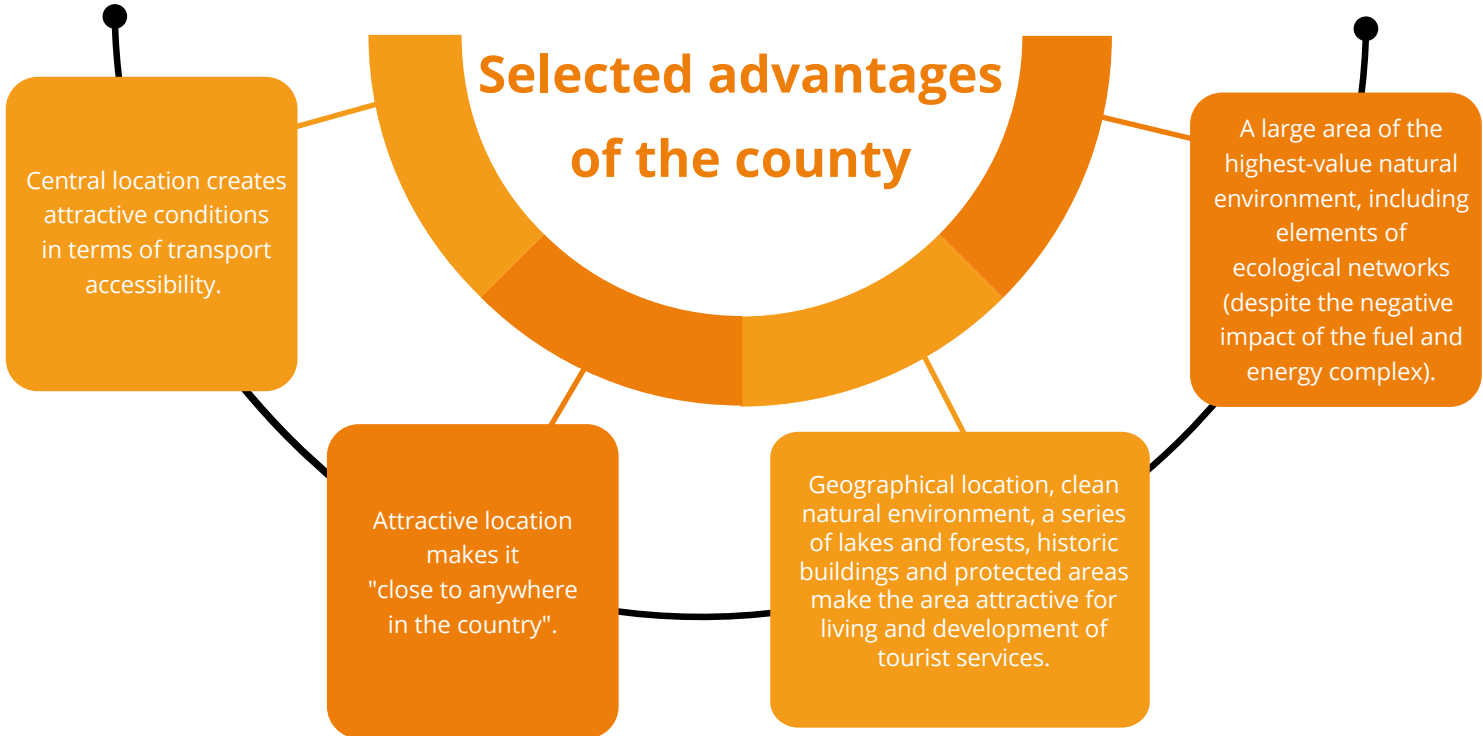 Selected advantages
of the county
Central location creates
attractive conditions
in terms of transport
accessibility.
Attractive location
makes it
"close to anywhere
in the country".
Geographical location, clean
natural environment, a series
of lakes and forests, historic
buildings and protected areas
make the area attractive for
living and development of
tourist services.
A large area of the
highest-value natural
environment, including
elements of
ecological networks
(despite the negative
impact of the fuel and
energy complex).